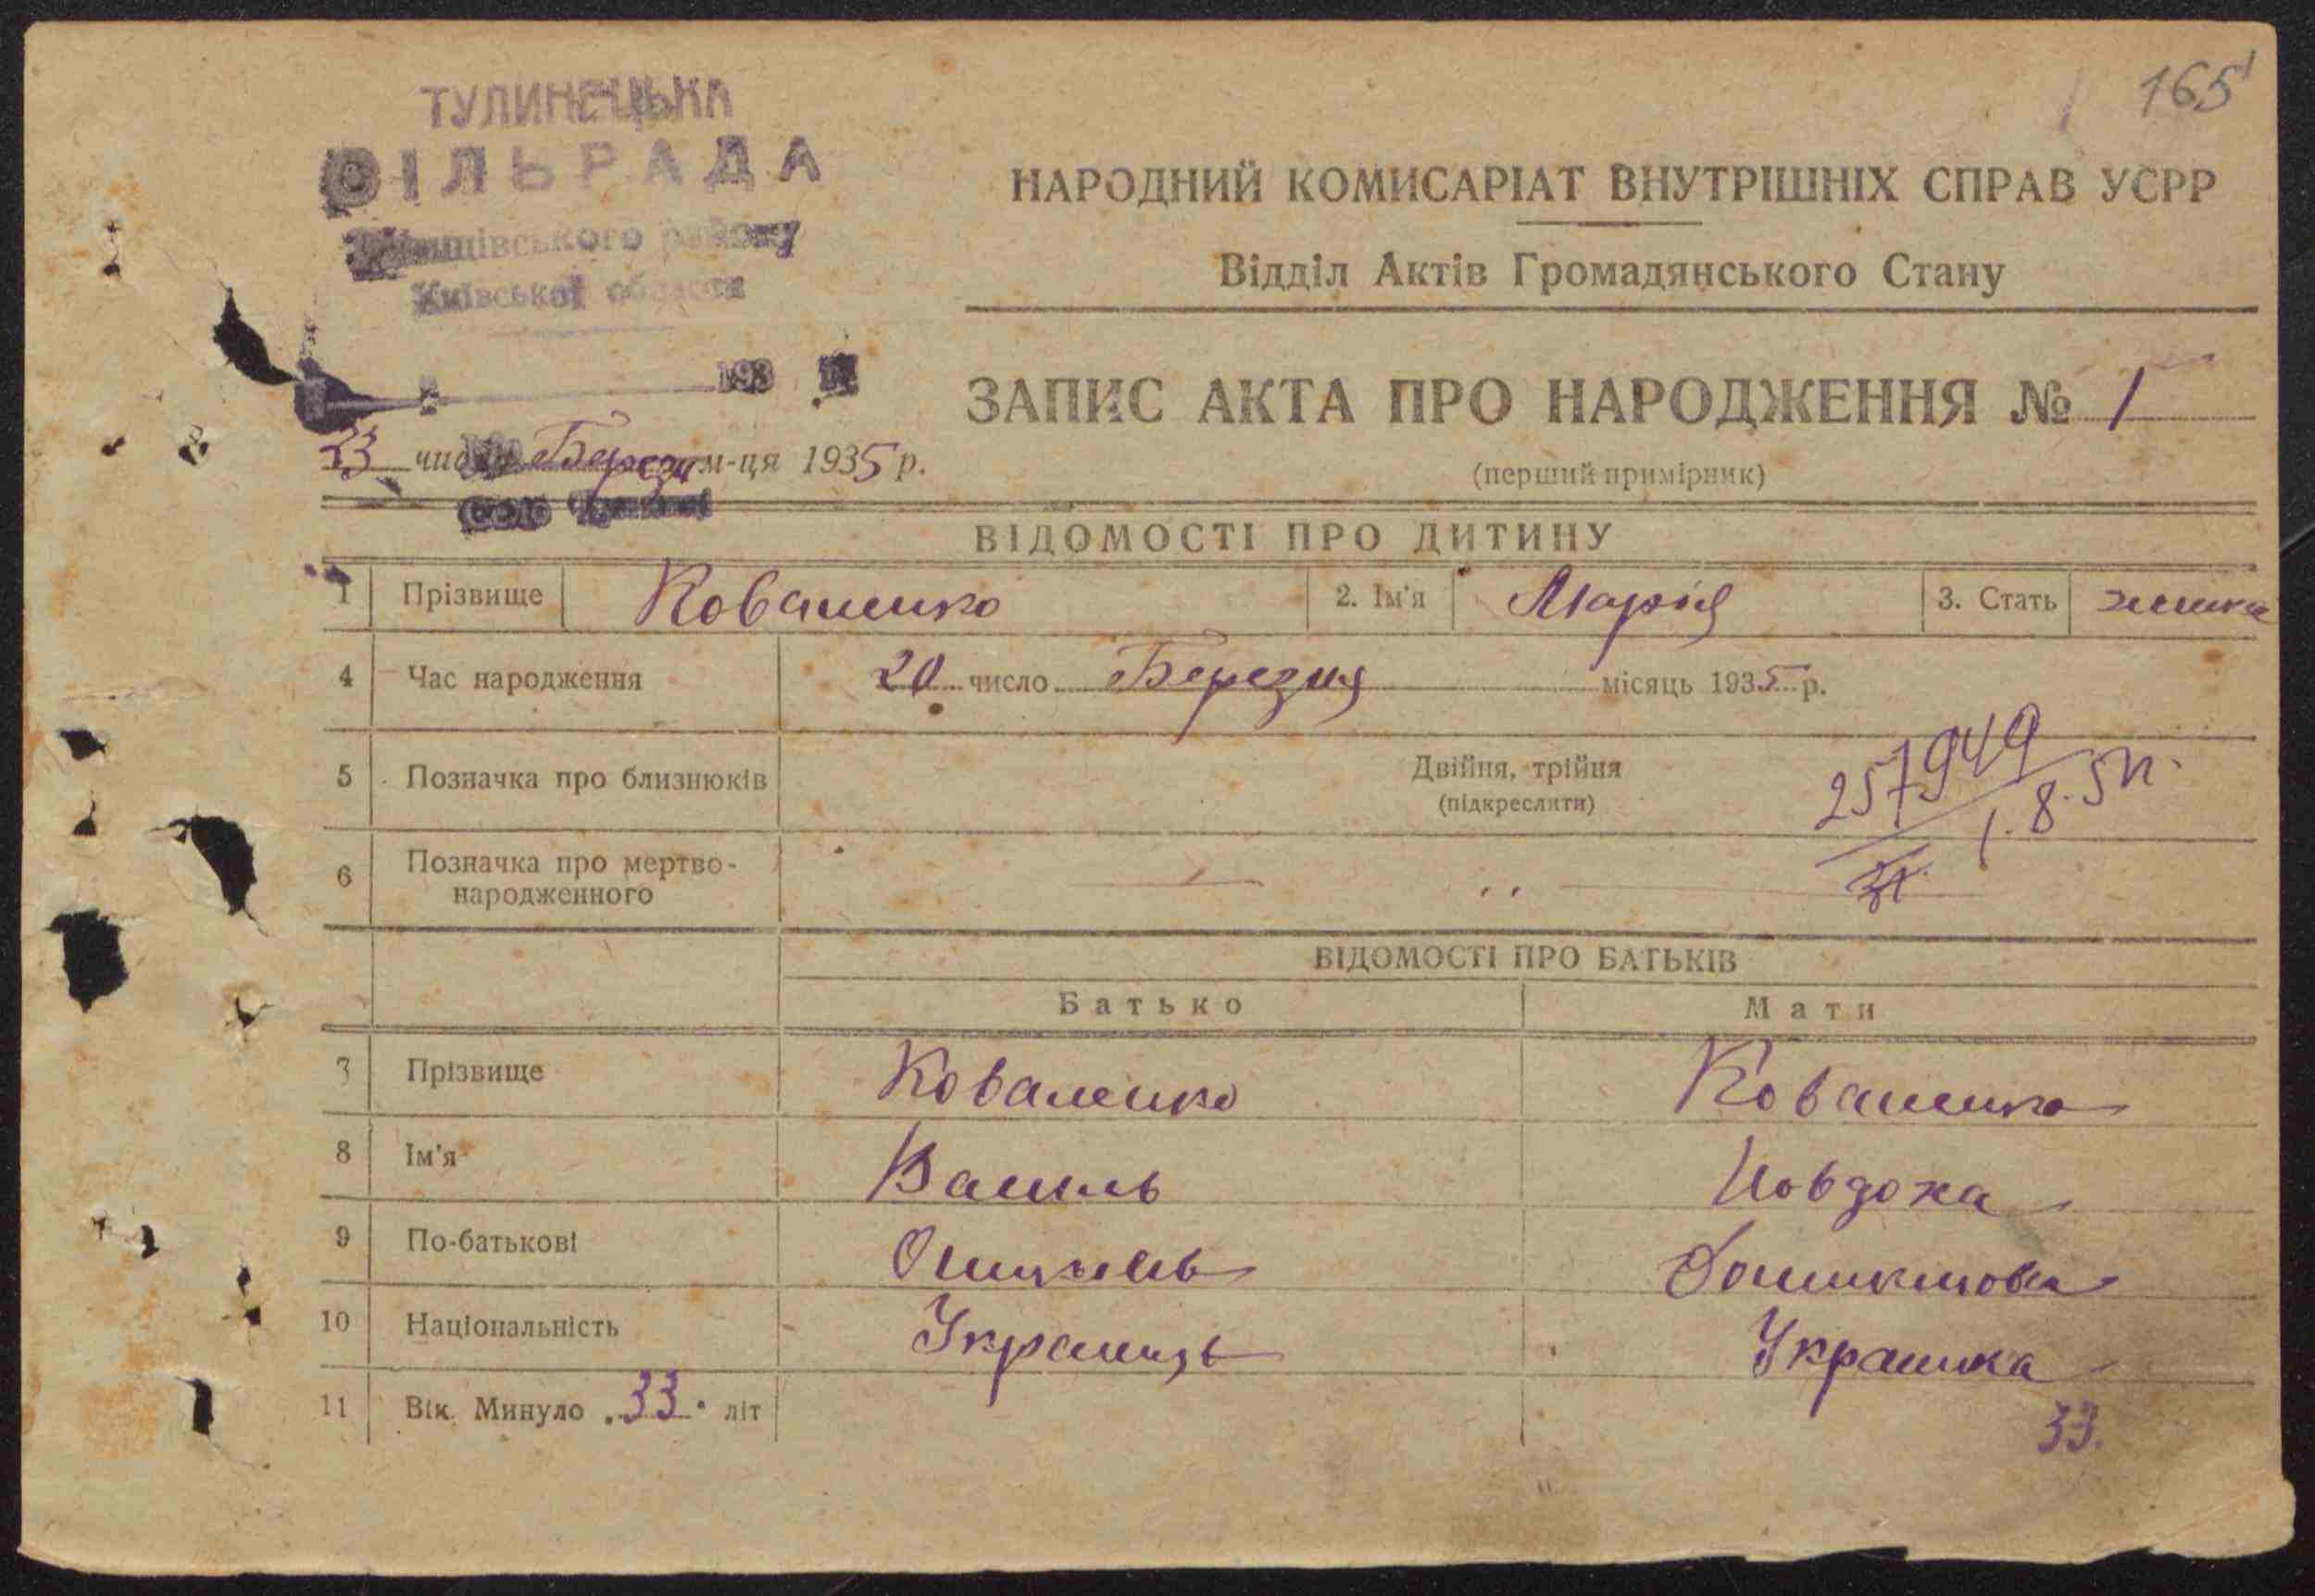 165
ТУЛИНЕЦЬКА
СІЛЬРАДА
району
Київської області
193
НАРОДНИЙ КОМИСАРІАТ ВНУТРІШНІХ СПРАВ УСРР
Відділ Актів Громадянського Стану
ЗАПИС АКТА ПРО НАРОДЖЕННЯ № 1
(перший примірник)
23 число Березня м-ця 1935 р.
ВІДОМОСТІ ПРО ДИТИНУ
1 Прізвище Коваленко 2. Ім'я Марія 3. Стать жінка
4 Час народження 20 число Березня місяць 1935 р.
5 Позначка про близнюків Двійня, трійня
(підкреслити)
257949
1.8.
6 Позначка про мертво-
народженного
ВІДОМОСТІ ПРО БАТЬКІВ
Батько Мати
7 Прізвище Коваленко Коваленко
8 Ім'я Василь Йовдоха
9 По-батькові
10 Національність Українець Українка
11 Вік. Минуло 33 літ 33.